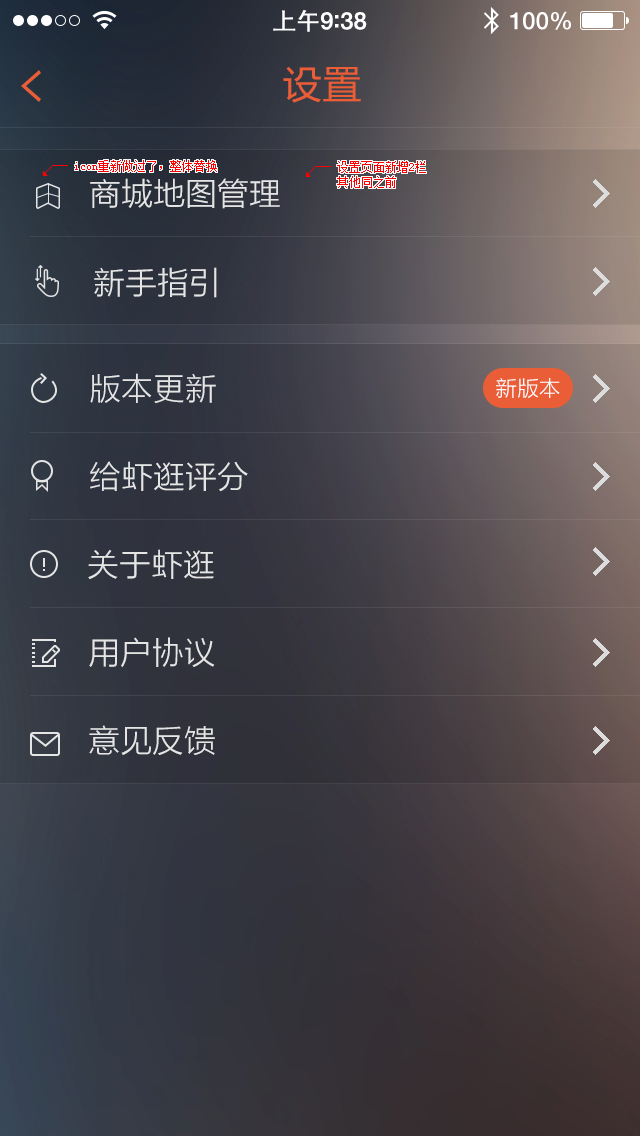 上午9:38
100%
设置
icon重新做过了，整体替换
设置页面新增2栏
其他同之前
商城地图管理
新手指引
版本更新
新版本
给虾逛评分
关于虾逛
用户协议
意见反馈